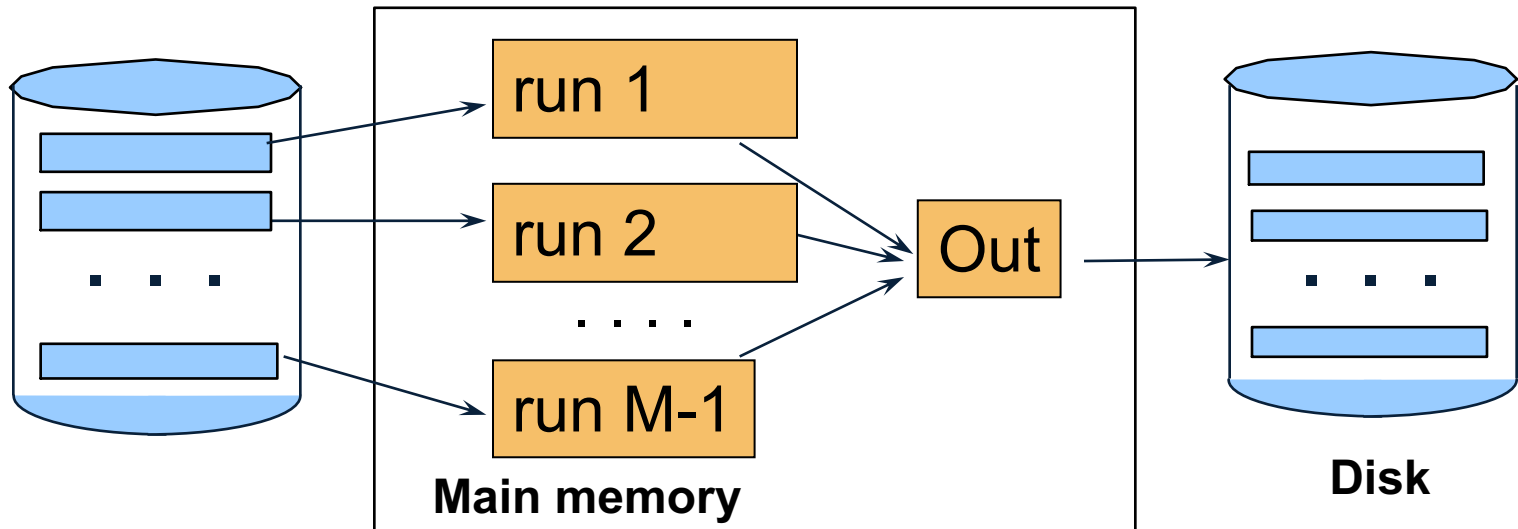 run 1
run 2
. . . .
run M-1
Out
Main memory
Disk